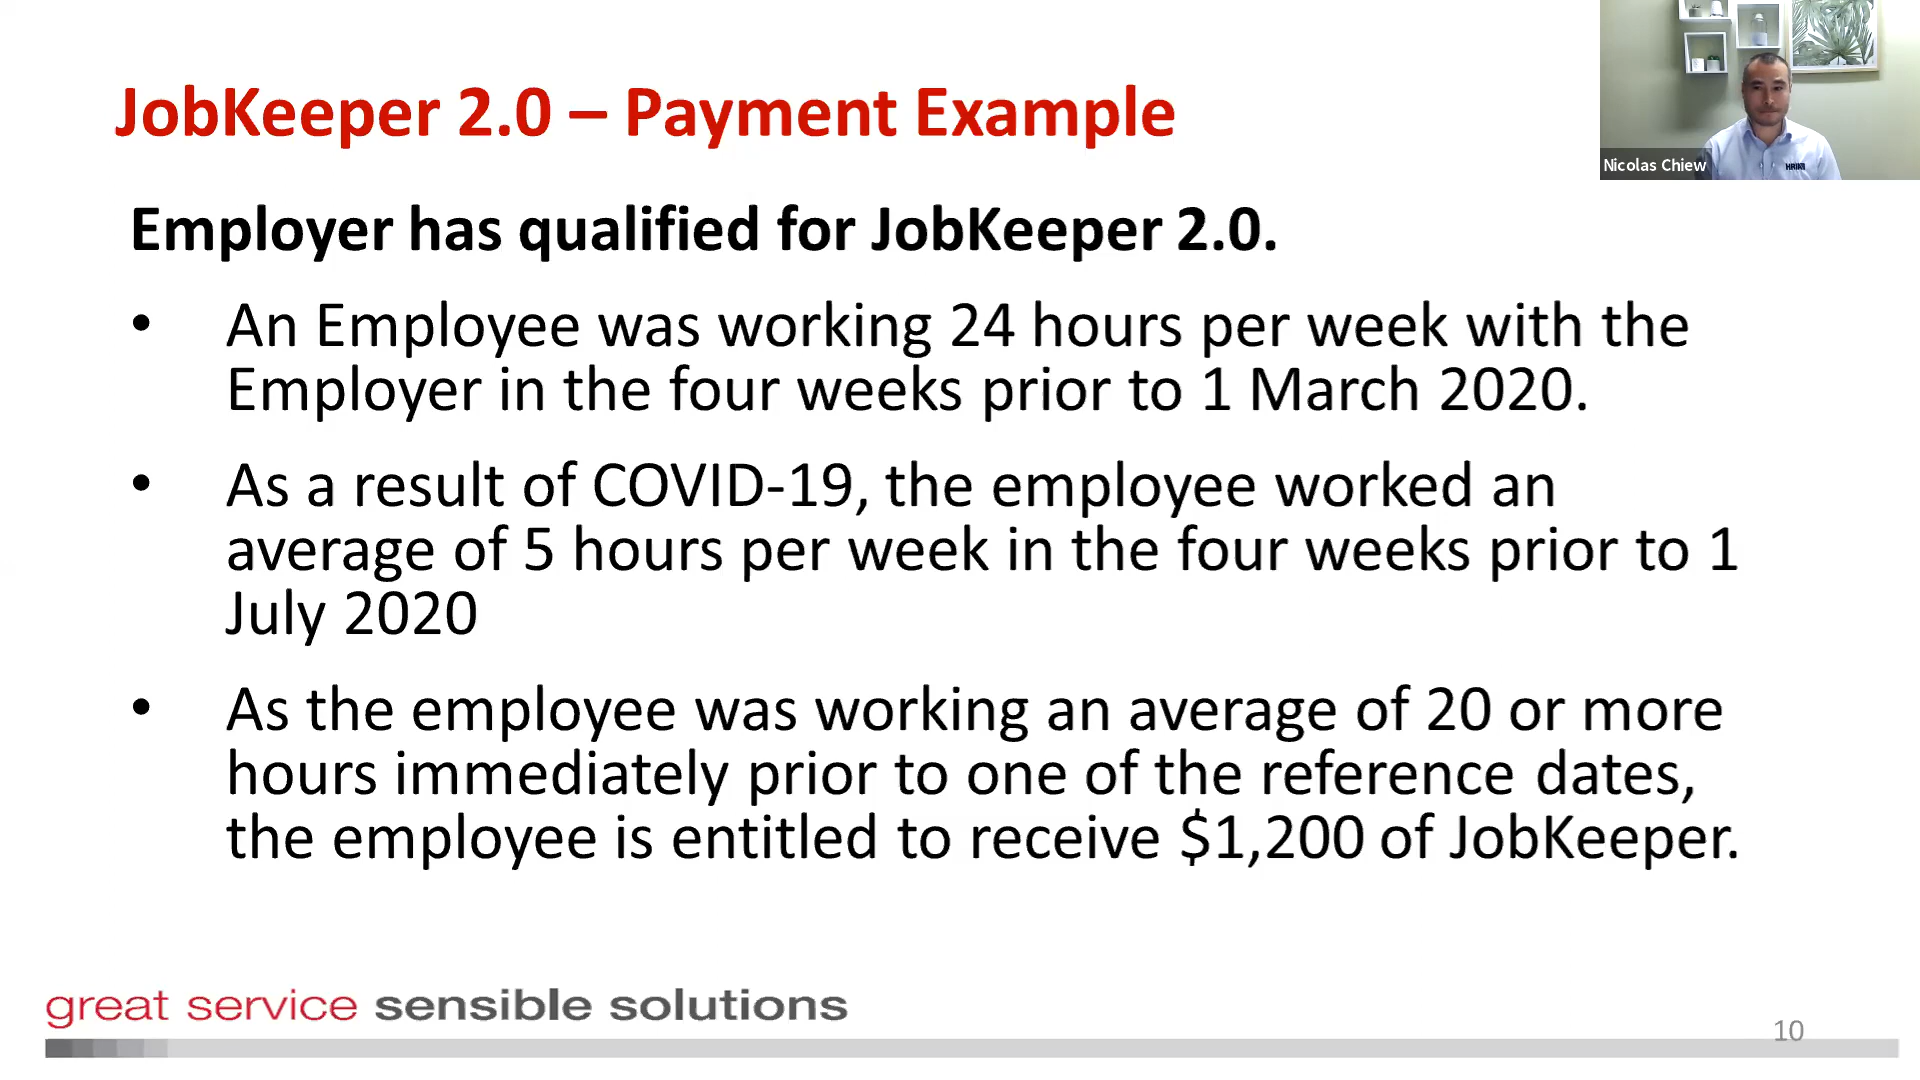 JobKeeper 2.0 – Payment Example
Nicolas Chiew
Employer has qualified for JobKeeper 2.0.
• An Employee was working 24 hours per week with the
Employer in the four weeks prior to 1 March 2020.
• As a result of COVID-19, the employee worked an
average of 5 hours per week in the four weeks prior to 1
July 2020
• As the employee was working an average of 20 or more
hours immediately prior to one of the reference dates,
the employee is entitled to receive $1,200 of JobKeeper.
great service sensible solutions
10